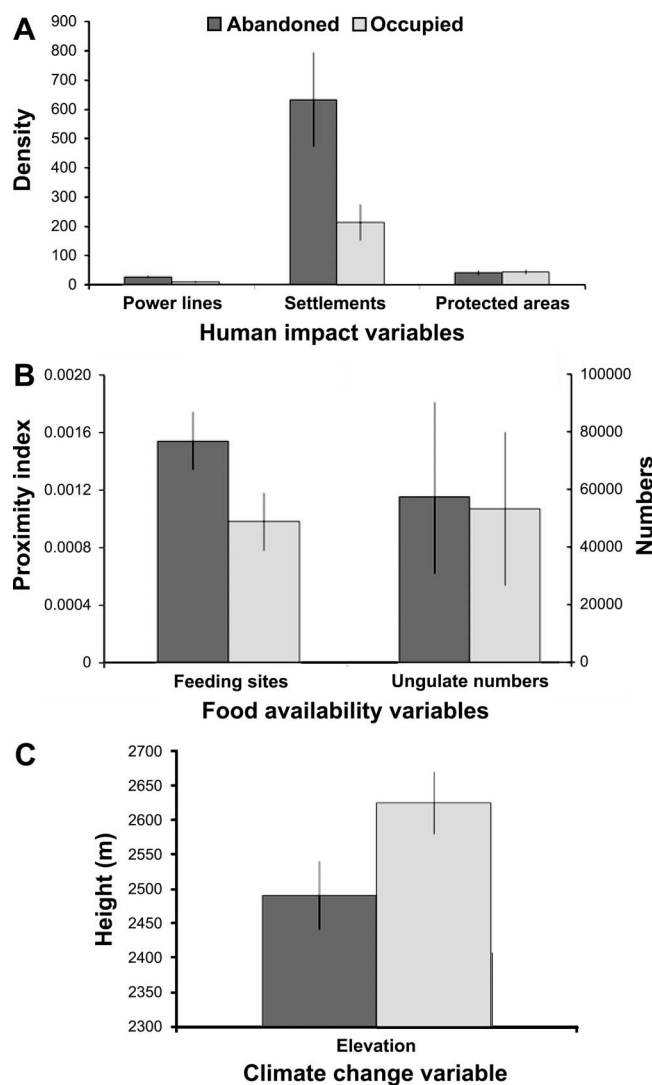 A
Abandoned Occupied
Density
900
800
700
600
500
400
300
200
100
0
Power lines Settlements Protected areas
Human impact variables
B
Proximity index
0.0020
0.0016
0.0012
0.0008
0.0004
0
100000
80000
60000
40000
20000
0
Numbers
Feeding sites Ungulate numbers
Food availability variables
C
Height (m)
2700
2650
2600
2550
2500
2450
2400
2350
2300
Elevation
Climate change variable